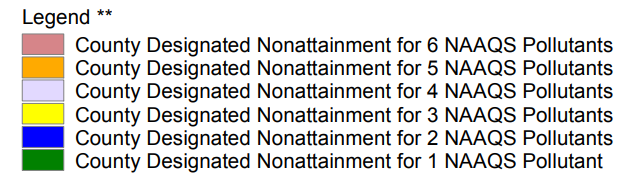 Legend **
County Designated Nonattainment for 6 NAAQS Pollutants
County Designated Nonattainment for 5 NAAQS Pollutants
County Designated Nonattainment for 4 NAAQS Pollutants
County Designated Nonattainment for 3 NAAQS Pollutants
County Designated Nonattainment for 2 NAAQS Pollutants
County Designated Nonattainment for 1 NAAQS Pollutant